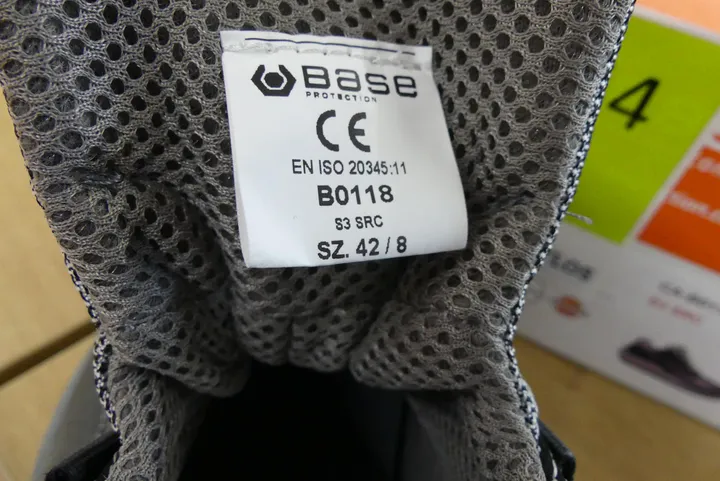 Base
PROTECTION
CE
EN ISO 20345:11
B0118
S3 SRC
SZ. 42 / 8
4